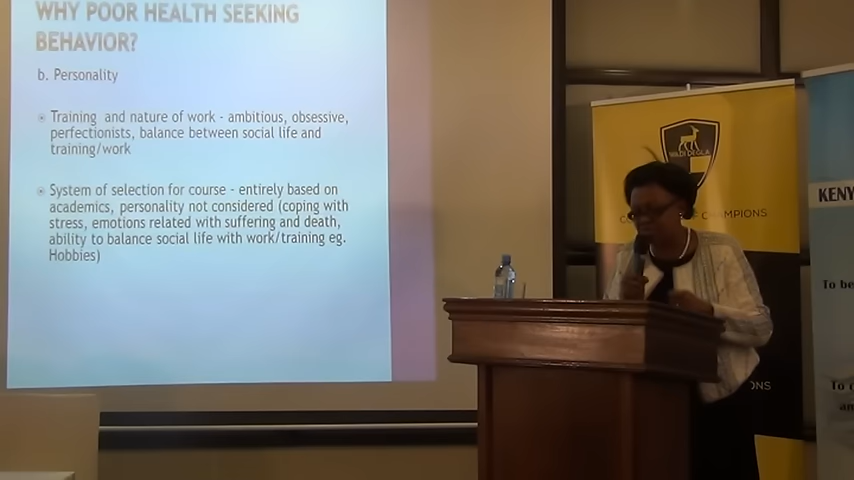 WHY POOR HEALTH SEEKING
BEHAVIOR?
b. Personality
Training and nature of work - ambitious, obsessive,
perfectionists, balance between social life and
training/work
System of selection for course - entirely based on
academics, personality not considered (coping with
stress, emotions related with suffering and death,
ability to balance social life with work/training eg.
Hobbies)
WADI DEGLA
CHAMPIONS
KENY
To be